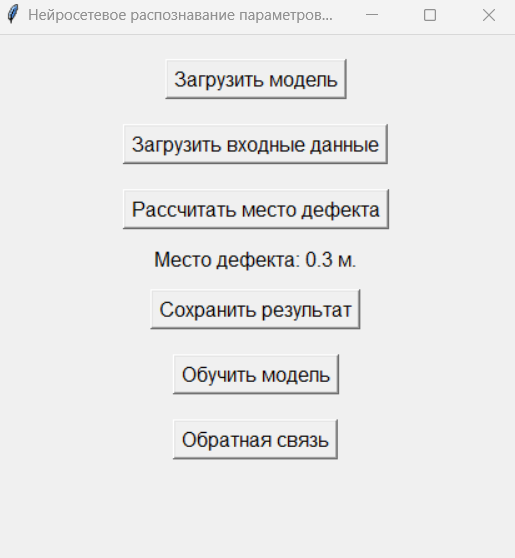 Нейросетевое распознавание параметров...
Загрузить модель
Загрузить входные данные
Рассчитать место дефекта
Место дефекта: 0.3 м.
Сохранить результат
Обучить модель
Обратная связь